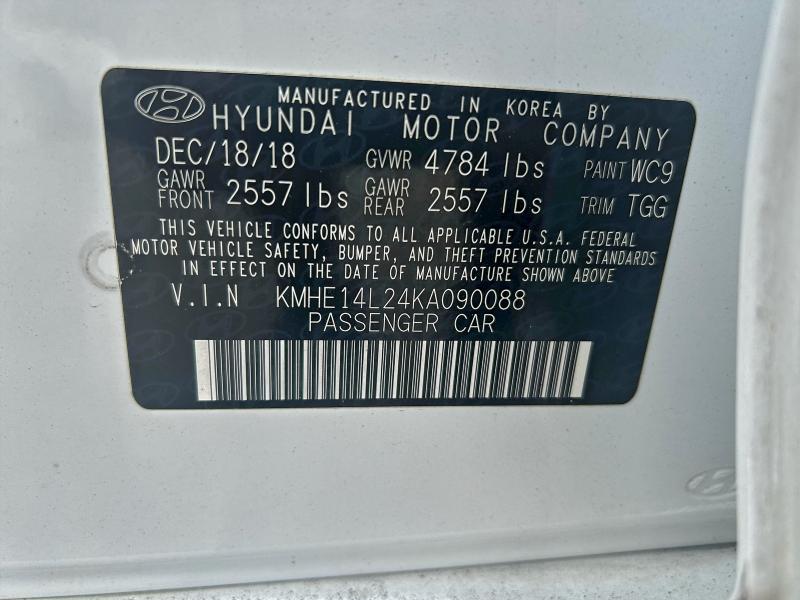 MANUFACTURED IN KOREA BY
HYUNDAI MOTOR COMPANY
DEC/18/18 GVWR 4784 lbs PAINT WC9
GAWR FRONT 2557 lbs GAWR REAR 2557 lbs TRIM TGG
THIS VEHICLE CONFORMS TO ALL APPLICABLE U.S.A. FEDERAL
MOTOR VEHICLE SAFETY, BUMPER, AND THEFT PREVENTION STANDARDS
IN EFFECT ON THE DATE OF MANUFACTURE SHOWN ABOVE
V.I.N KMHE14L24KA090088
PASSENGER CAR